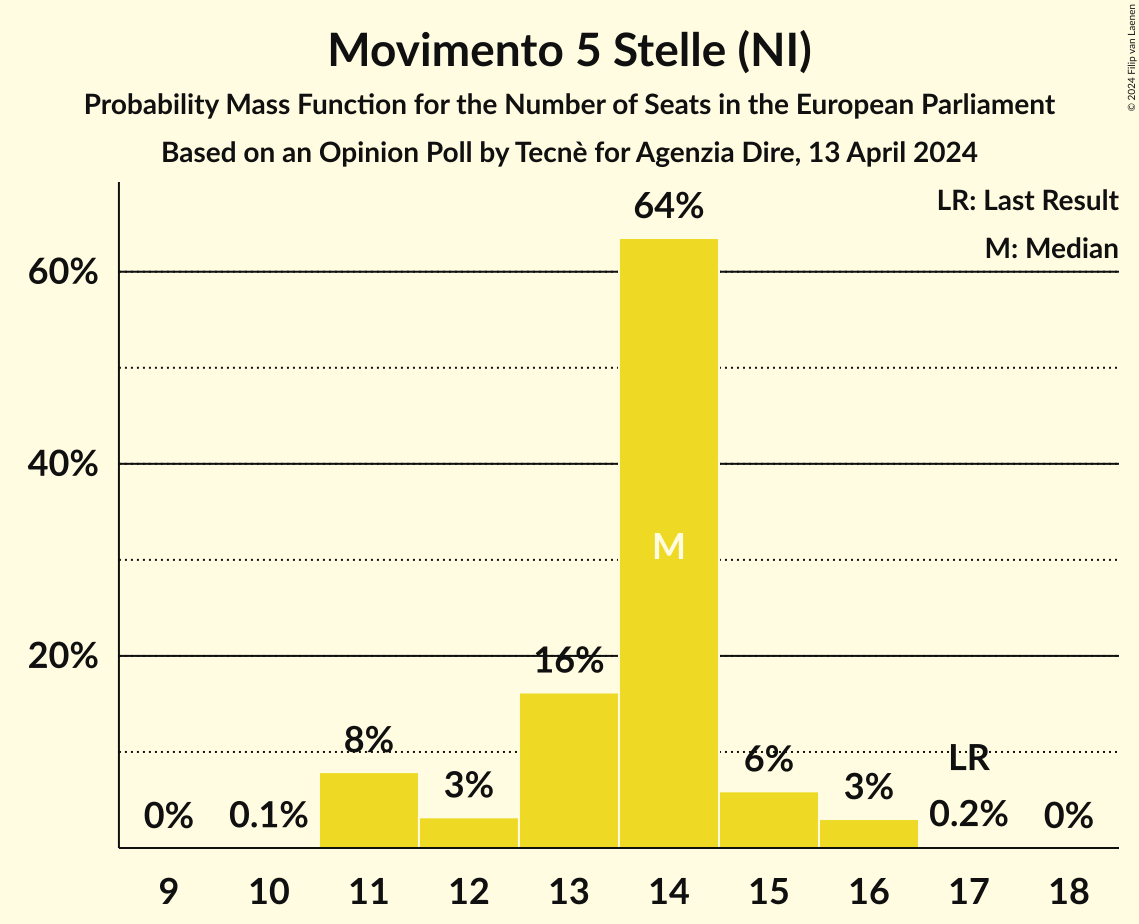 Movimento 5 Stelle (NI)
Probability Mass Function for the Number of Seats in the European Parliament
Based on an Opinion Poll by Tecnè for Agenzia Dire, 13 April 2024
© 2024 Filip van Laenen
LR: Last Result
M: Median
60%
40%
20%
0%
0.1%
8%
3%
16%
64%
M
6%
3%
LR
0.2%
0%
9 10 11 12 13 14 15 16 17 18